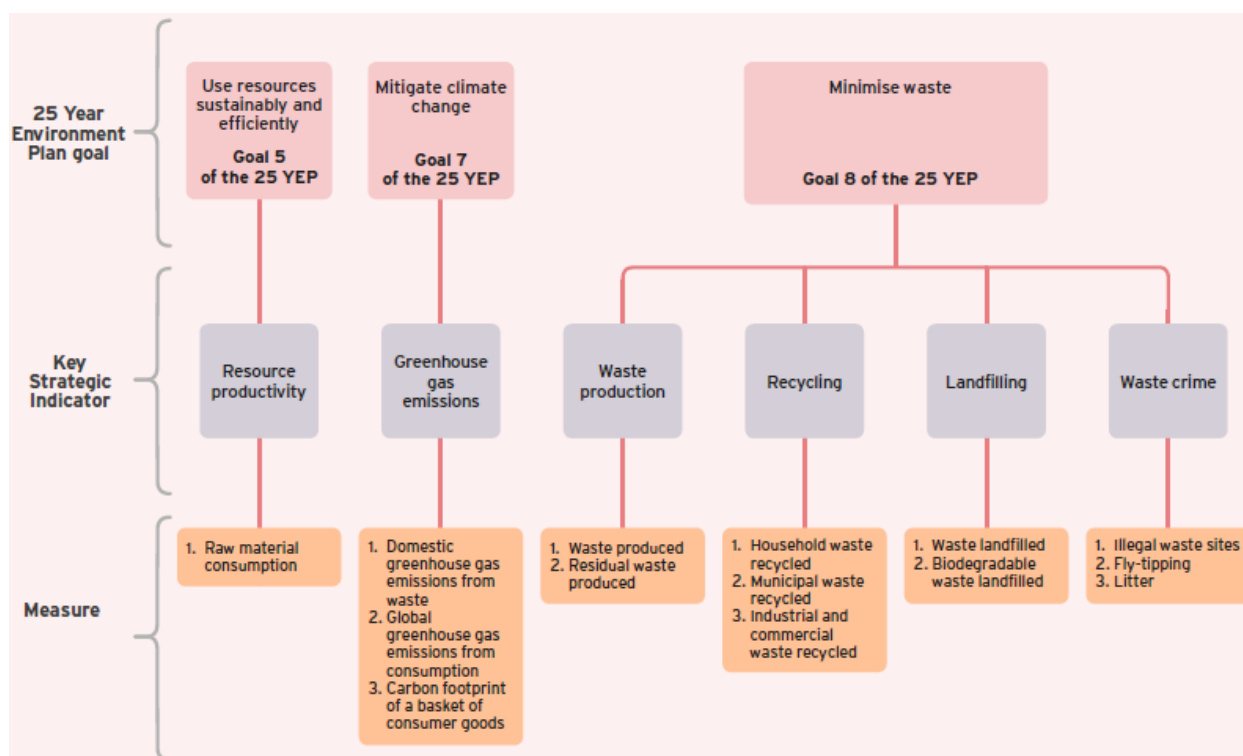 25 Year
Environment
Plan goal
Use resources
sustainably and
efficiently
Goal 5
of the 25 YEP
Mitigate climate
change
Goal 7
of the 25 YEP
Minimise waste
Goal 8 of the 25 YEP
Key
Strategic
Indicator
Resource
productivity
Greenhouse
gas
emissions
Waste
production
Recycling
Landfilling
Waste crime
Measure
1. Raw material
consumption
1. Domestic
greenhouse gas
emissions from
waste
2. Global
greenhouse gas
emissions from
consumption
3. Carbon footprint
of a basket of
consumer goods
1. Waste produced
2. Residual waste
produced
1. Household waste
recycled
2. Municipal waste
recycled
3. Industrial and
commercial
waste recycled
1. Waste landfilled
2. Biodegradable
waste landfilled
1. Illegal waste sites
2. Fly-tipping
3. Litter